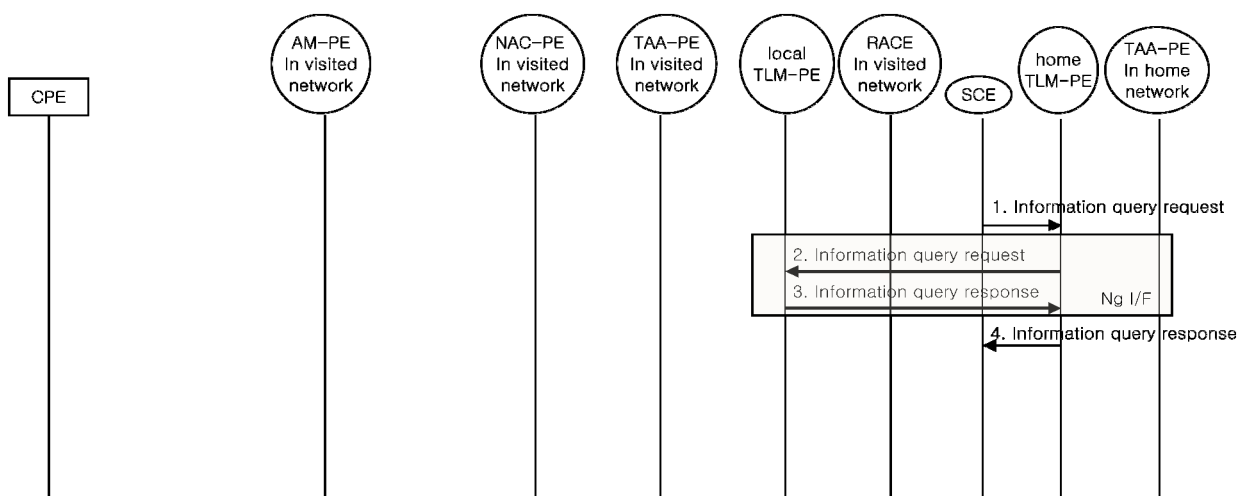 CPE
AM-PE
In visited
network
NAC-PE
In visited
network
TAA-PE
In visited
network
local
TLM-PE
RACE
In visited
network
SCE
home
TLM-PE
TAA-PE
In home
network
1. Information query request
2. Information query request
3. Information query response
Ng I/F
4. Information query response